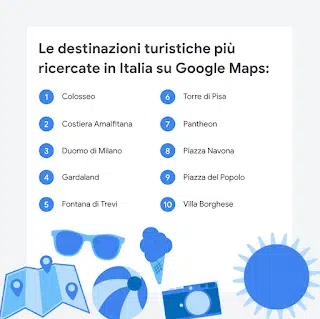 Le destinazioni turistiche più
ricercate in Italia su Google Maps:
1 Colosseo
2 Costiera Amalfitana
3 Duomo di Milano
4 Gardaland
5 Fontana di Trevi
6 Torre di Pisa
7 Pantheon
8 Piazza Navona
9 Piazza del Popolo
10 Villa Borghese